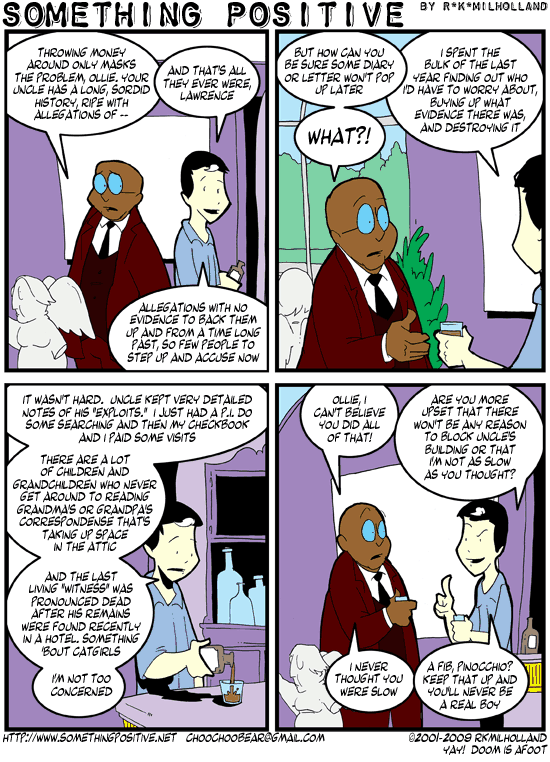 SOMETHING POSITIVE
BY R*K*MILHOLLAND
THROWING MONEY
AROUND ONLY MASKS
THE PROBLEM, OLLIE. YOUR
UNCLE HAS A LONG, SORDID
HISTORY, RIPE WITH
ALLEGATIONS OF --
AND THAT'S ALL
THEY EVER WERE,
LAWRENCE
ALLEGATIONS WITH NO
EVIDENCE TO BACK THEM
UP AND FROM A TIME LONG
PAST, SO FEW PEOPLE TO
STEP UP AND ACCUSE NOW
BUT HOW CAN YOU
BE SURE SOME DIARY
OR LETTER WON'T POP
UP LATER
I SPENT THE
BULK OF THE LAST
YEAR FINDING OUT WHO
I'D HAVE TO WORRY ABOUT,
BUYING UP WHAT
EVIDENCE THERE WAS,
AND DESTROYING IT
WHAT?!
IT WASN'T HARD. UNCLE KEPT VERY DETAILED
NOTES OF HIS "EXPLOITS." I JUST HAD A P.I. DO
SOME SEARCHING AND THEN MY CHECKBOOK
AND I PAID SOME VISITS
THERE ARE A LOT
OF CHILDREN AND
GRANDCHILDREN WHO NEVER
GET AROUND TO READING
GRANDMA'S OR GRANDPA'S
CORRESPONDENSE THAT'S
TAKING UP SPACE
IN THE ATTIC
AND THE LAST
LIVING "WITNESS" WAS
PRONOUNCED DEAD
AFTER HIS REMAINS
WERE FOUND RECENTLY
IN A HOTEL. SOMETHING
'BOUT CATGIRLS
I'M NOT TOO
CONCERNED
OLLIE, I
CAN'T BELIEVE
YOU DID ALL
OF THAT!
ARE YOU MORE
UPSET THAT THERE
WON'T BE ANY REASON
TO BLOCK UNCLE'S
BUILDING OR THAT
I'M NOT AS SLOW
AS YOU THOUGHT?
I NEVER
THOUGHT YOU
WERE SLOW
A FIB, PINOCCHIO?
KEEP THAT UP AND
YOU'LL NEVER BE
A REAL BOY
HTTP://WWW.SOMETHINGPOSITIVE.NET CHOOCHOOBEAR@GMAIL.COM
©2001-2009 RKMILHOLLAND
YAY! DOOM IS AFOOT